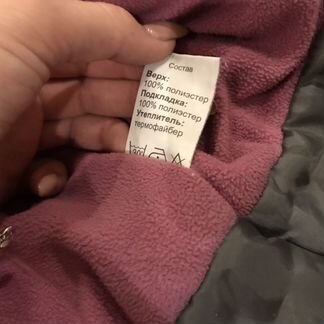 Состав
Верх:
100% полиэстер
Подкладка:
100% полиэстер
Утеплитель:
термофайбер